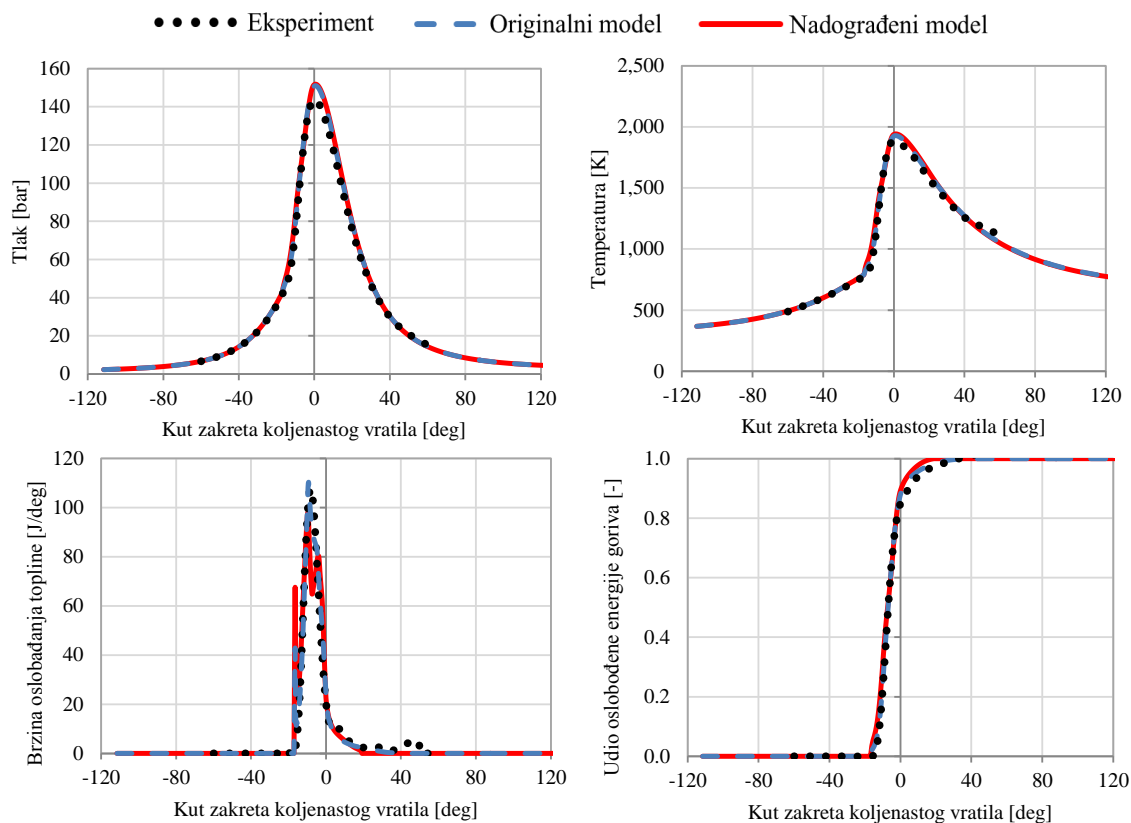 Eksperiment Originalni model Nadograđeni model
160
140
120
100
80
60
40
20
0
Tlak [bar]
-120 -80 -40 0 40 80 120
Kut zakreta koljenastog vratila [deg]
2,500
2,000
1,500
1,000
500
0
Temperatura [K]
-120 -80 -40 0 40 80 120
Kut zakreta koljenastog vratila [deg]
120
100
80
60
40
20
0
Brzina oslobađanja topline [J/deg]
-120 -80 -40 0 40 80 120
Kut zakreta koljenastog vratila [deg]
1.0
0.8
0.6
0.4
0.2
0.0
Udio oslobođene energije goriva [-]
-120 -80 -40 0 40 80 120
Kut zakreta koljenastog vratila [deg]